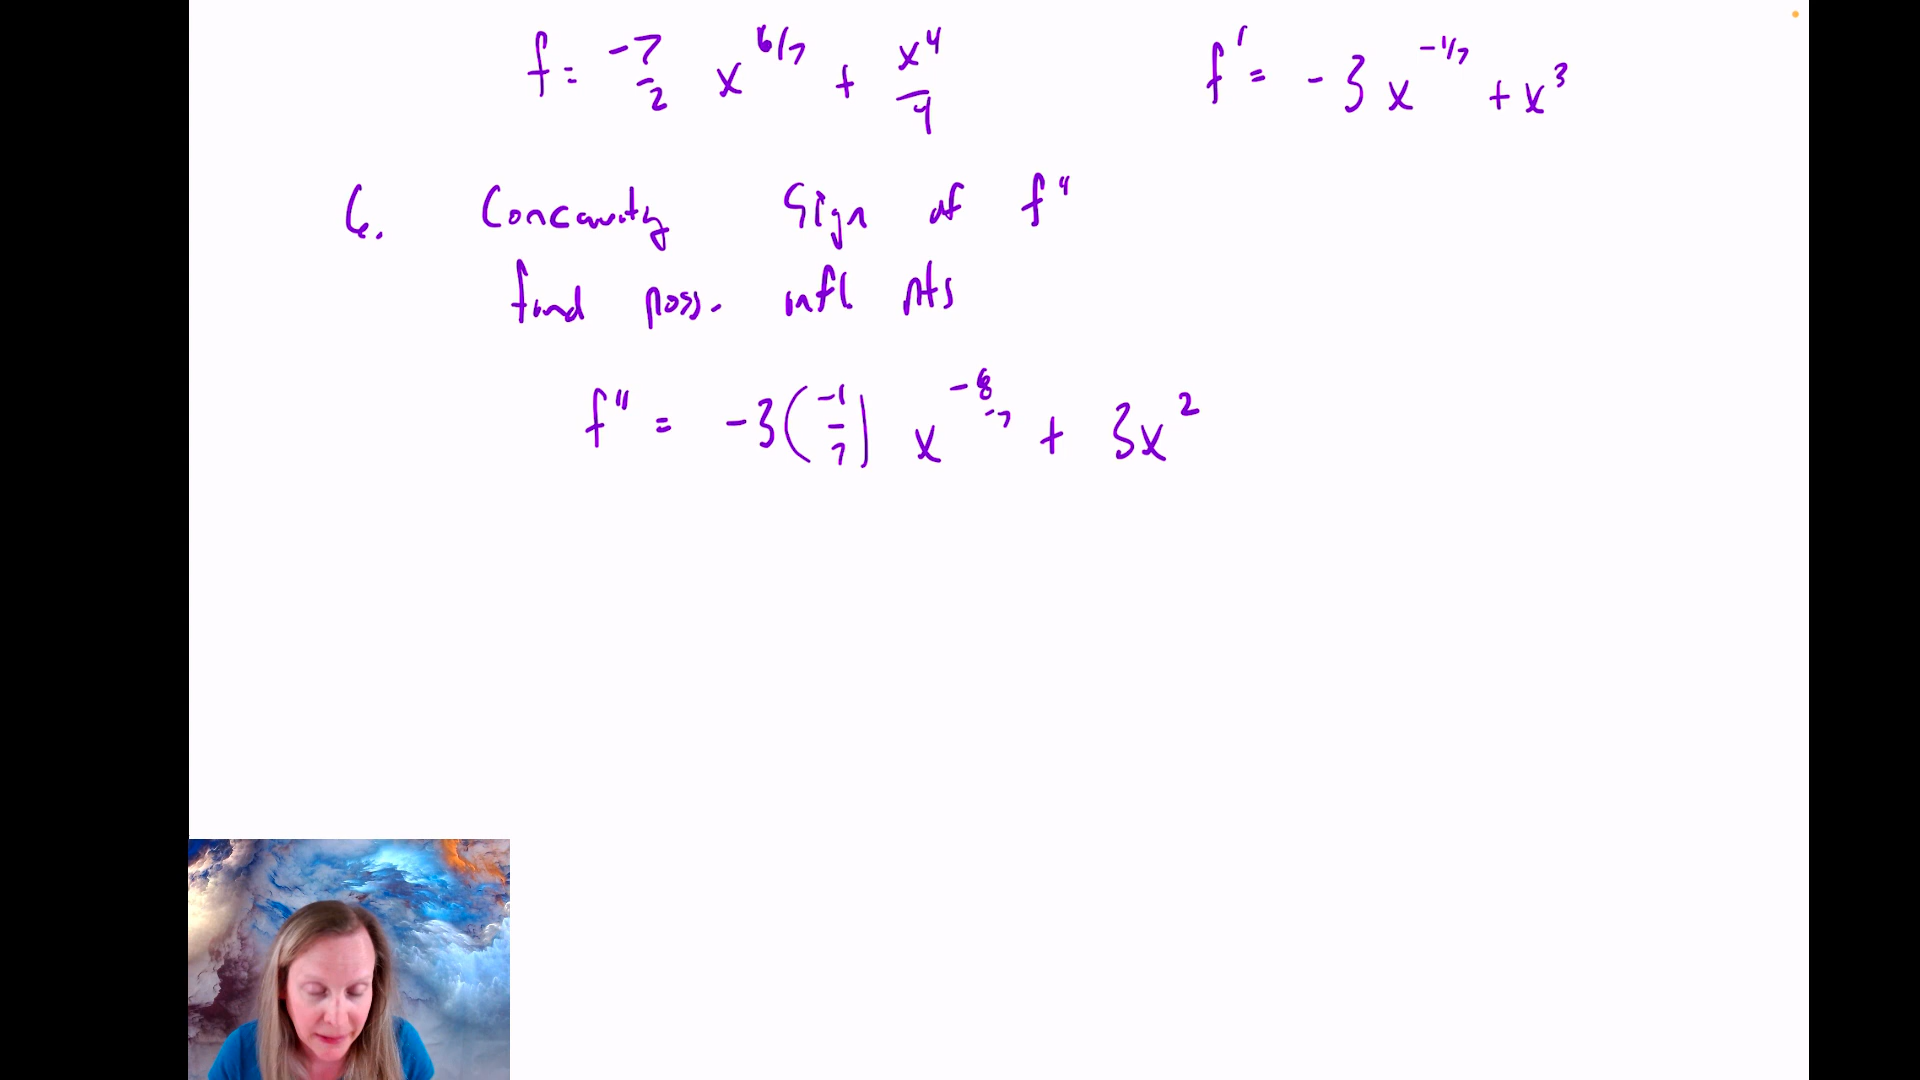 f = -7/2 x^{6/7} + x^4/4   f' = -3 x^{-1/7} + x^3
6. Concavity Sign of f"
find poss. infl pts
f" = -3(-1/7) x^{-8/7} + 3x^2